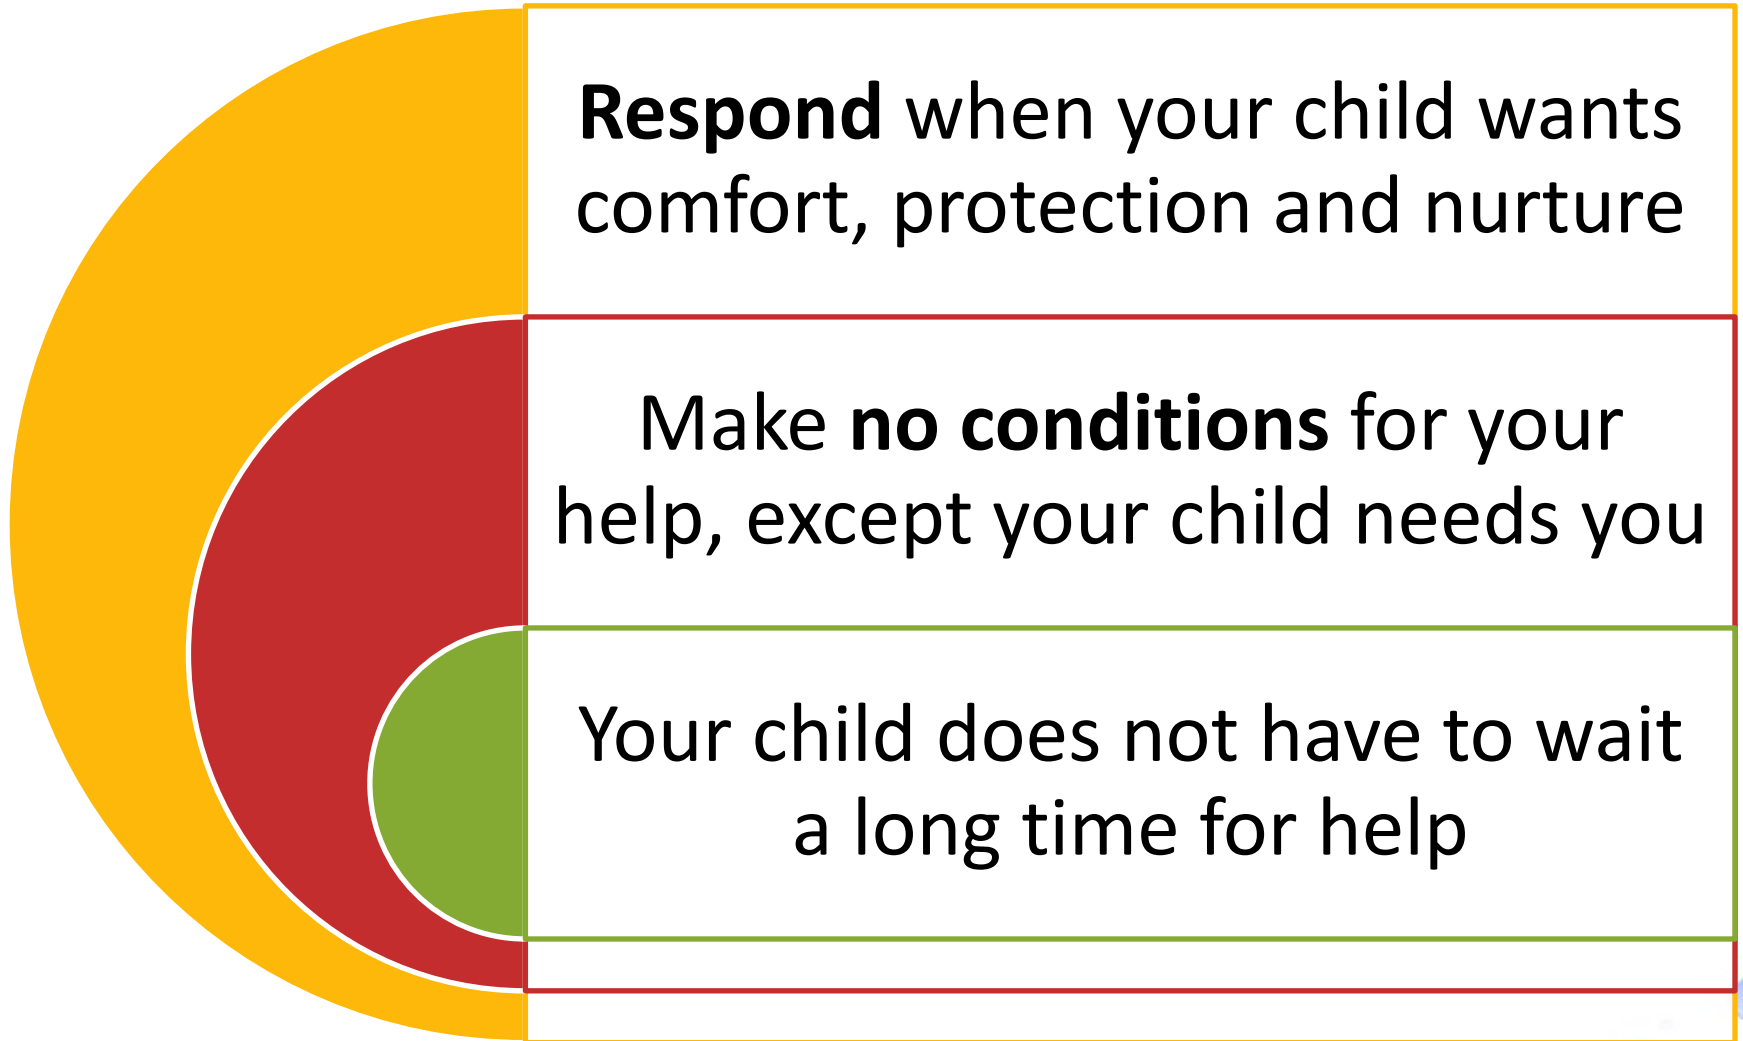 Respond when your child wants
comfort, protection and nurture
Make no conditions for your
help, except your child needs you
Your child does not have to wait
a long time for help